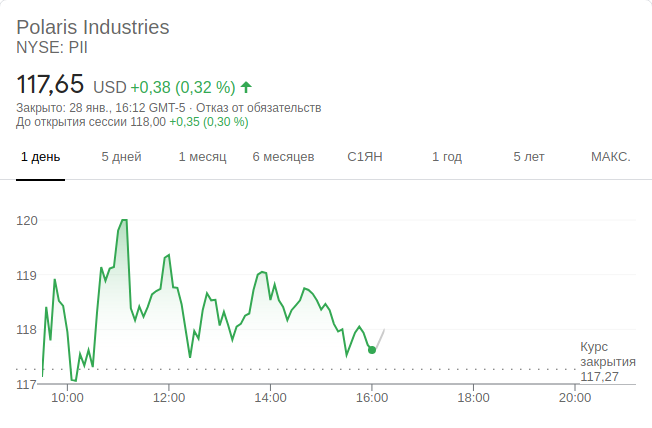 Polaris Industries
NYSE: PII
117,65 USD +0,38 (0,32 %)
Закрыто: 28 янв., 16:12 GMT-5 · Отказ от обязательств
До открытия сессии 118,00 +0,35 (0,30 %)
1 день 5 дней 1 месяц 6 месяцев С1ЯН 1 год 5 лет МАКС.
120
119
118
Курс
закрытия
117,27
117
10:00 12:00 14:00 16:00 18:00 20:00